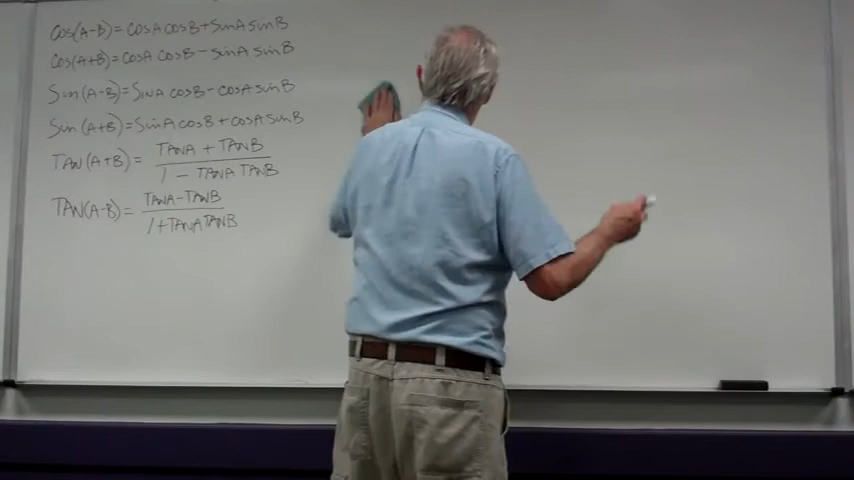 Cos(A-B)=COSA COSB+SinA SinB
Cos(A+B)=COSA COSB-SinA SinB
Sin(A-B)=SINA COSB-COSA SinB
Sin(A+B)=SinA COSB+COSA SinB
TAN(A+B)= TANA + TANB / 1 - TANA TANB
TAN(A-B)= TANA-TANB / 1+TANA TANB